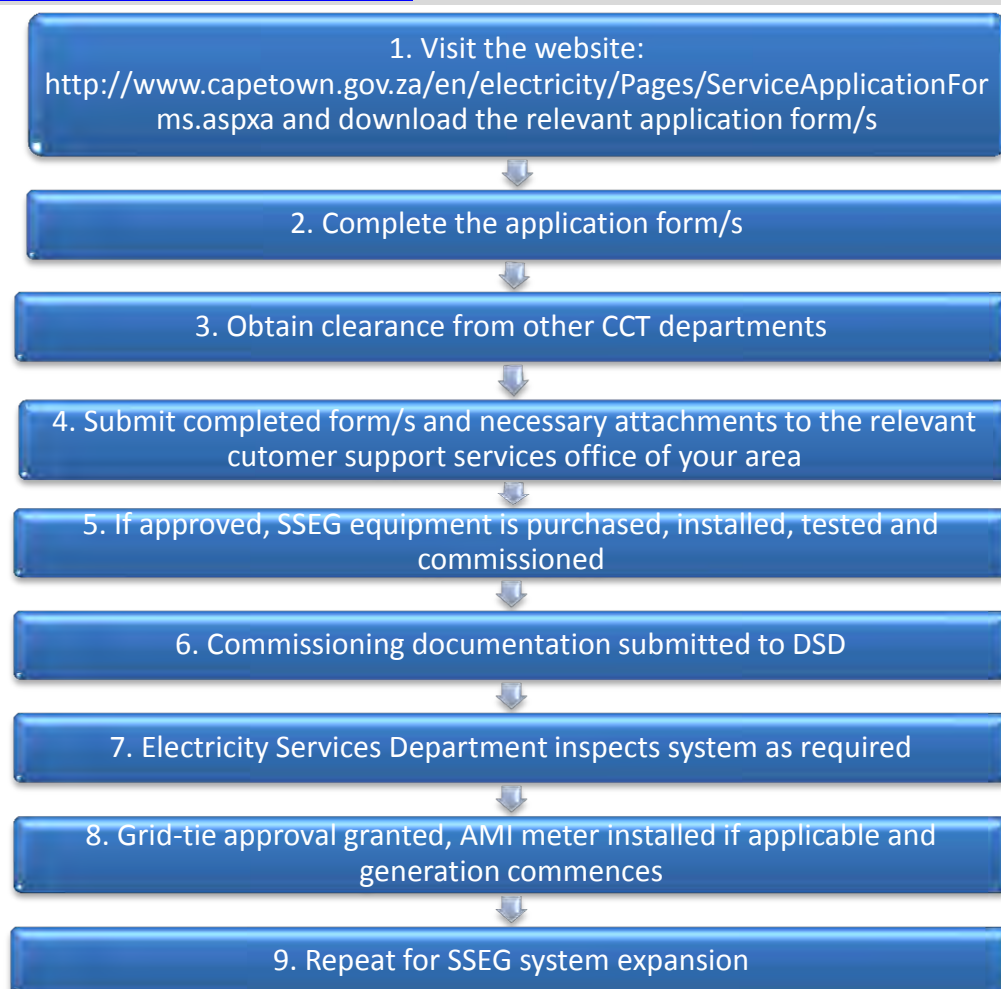 1. Visit the website:
http://www.capetown.gov.za/en/electricity/Pages/ServiceApplicationFor
ms.aspxa and download the relevant application form/s
2. Complete the application form/s
3. Obtain clearance from other CCT departments
4. Submit completed form/s and necessary attachments to the relevant
cutomer support services office of your area
5. If approved, SSEG equipment is purchased, installed, tested and
commissioned
6. Commissioning documentation submitted to DSD
7. Electricity Services Department inspects system as required
8. Grid-tie approval granted, AMI meter installed if applicable and
generation commences
9. Repeat for SSEG system expansion